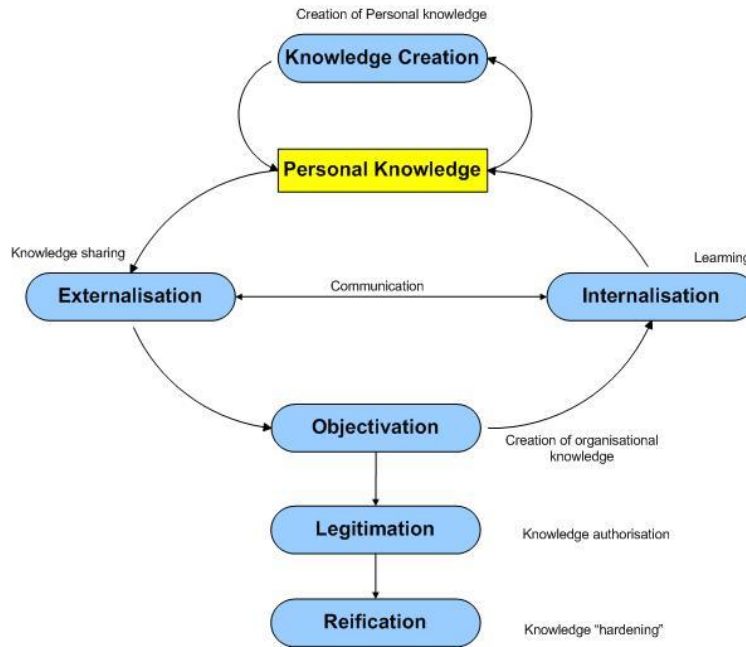 Creation of Personal knowledge
Knowledge Creation
Personal Knowledge
Knowledge sharing
Learning
Externalisation
Communication
Internalisation
Objectivation
Creation of organisational
knowledge
Legitimation
Knowledge authorisation
Reification
Knowledge “hardening”